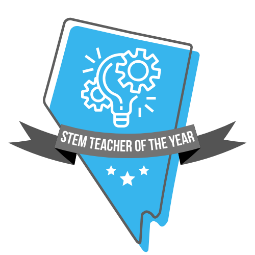 STEM TEACHER OF THE YEAR